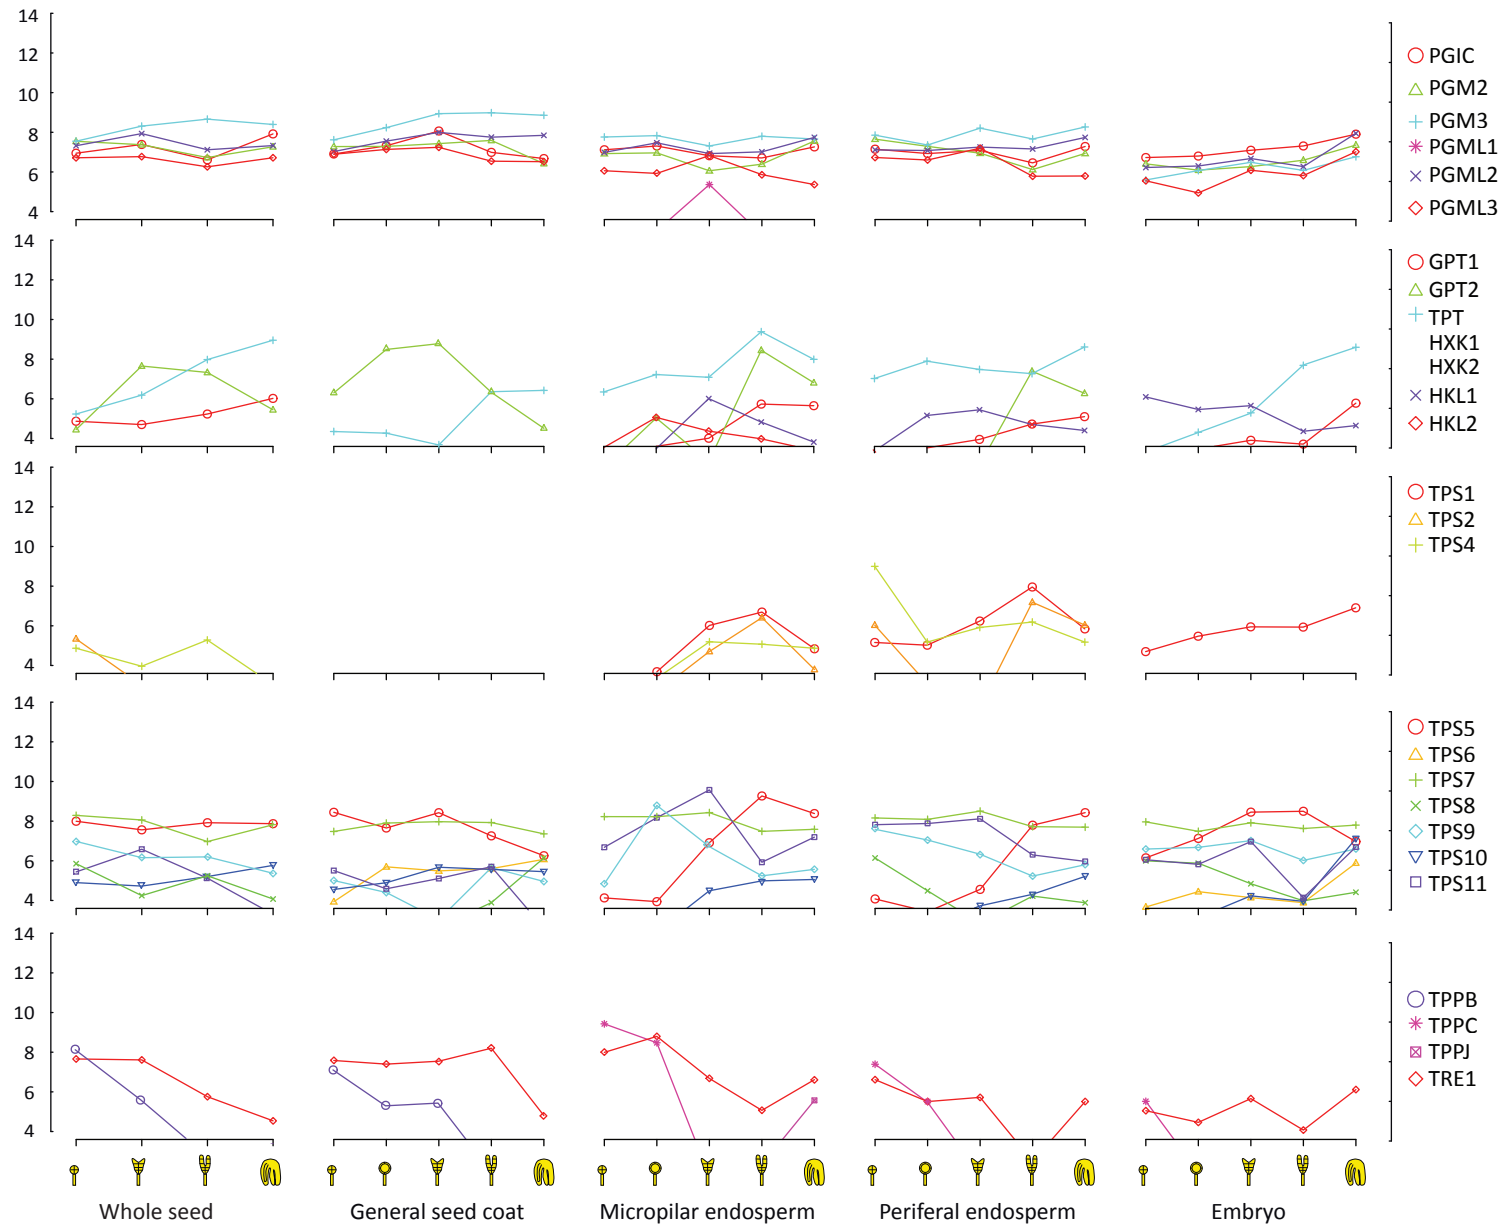 14
12
10
8
6
4
PGIC
PGM2
PGM3
PGML1
PGML2
PGML3
14
12
10
8
6
4
GPT1
GPT2
TPT
HXK1
HXK2
HKL1
HKL2
14
12
10
8
6
4
TPS1
TPS2
TPS4
14
12
10
8
6
4
TPS5
TPS6
TPS7
TPS8
TPS9
TPS10
TPS11
14
12
10
8
6
4
TPPB
TPPC
TPPJ
TRE1
Whole seed General seed coat Micropilar endosperm Periferal endosperm Embryo